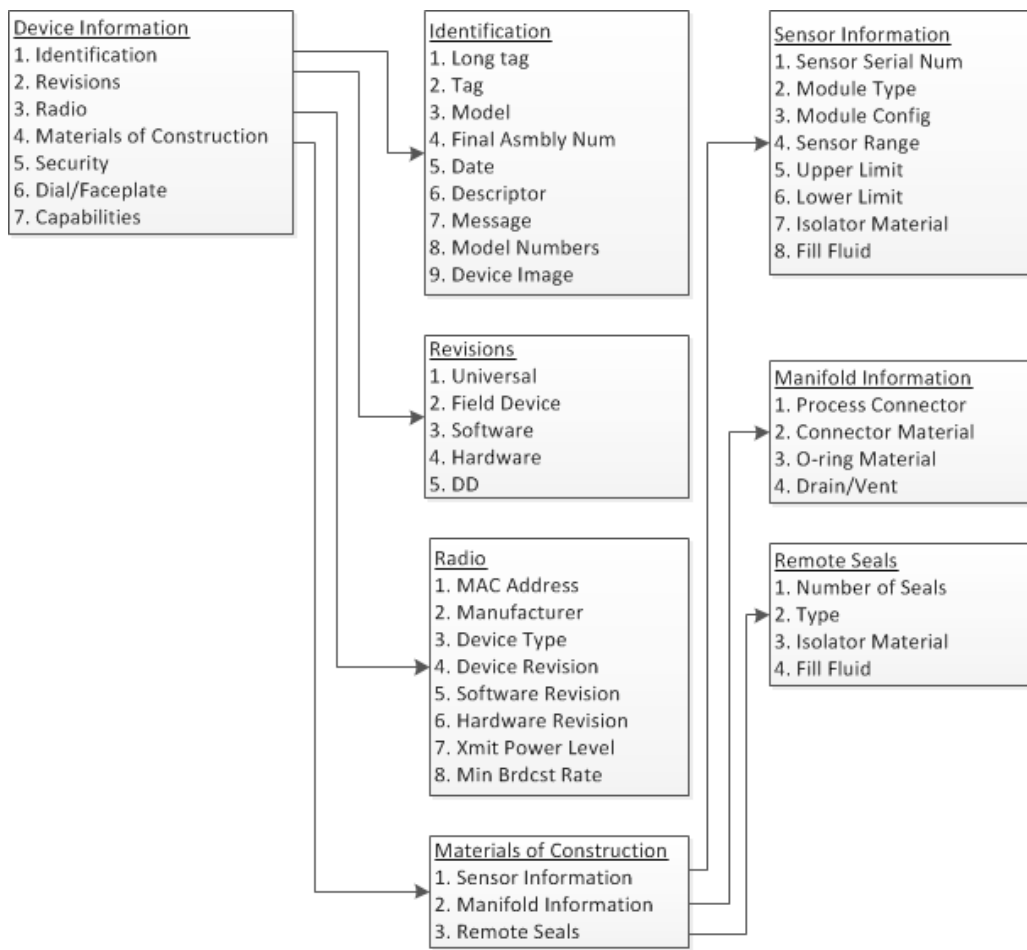 Device Information
1. Identification
2. Revisions
3. Radio
4. Materials of Construction
5. Security
6. Dial/Faceplate
7. Capabilities
Identification
1. Long tag
2. Tag
3. Model
4. Final Asmbly Num
5. Date
6. Descriptor
7. Message
8. Model Numbers
9. Device Image
Revisions
1. Universal
2. Field Device
3. Software
4. Hardware
5. DD
Radio
1. MAC Address
2. Manufacturer
3. Device Type
4. Device Revision
5. Software Revision
6. Hardware Revision
7. Xmit Power Level
8. Min Brdcst Rate
Materials of Construction
1. Sensor Information
2. Manifold Information
3. Remote Seals
Sensor Information
1. Sensor Serial Num
2. Module Type
3. Module Config
4. Sensor Range
5. Upper Limit
6. Lower Limit
7. Isolator Material
8. Fill Fluid
Manifold Information
1. Process Connector
2. Connector Material
3. O-ring Material
4. Drain/Vent
Remote Seals
1. Number of Seals
2. Type
3. Isolator Material
4. Fill Fluid